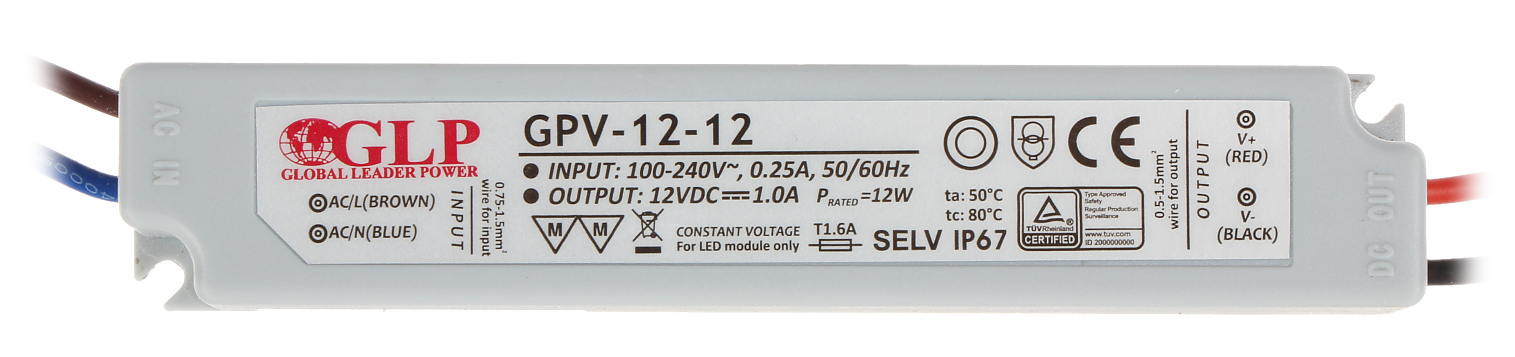 AC IN
GLP
GLOBAL LEADER POWER
AC/L(BROWN)
AC/N(BLUE)
INPUT
0.75-1.5mm²
wire for input
GPV-12-12
INPUT: 100-240V~, 0.25A, 50/60Hz
OUTPUT: 12VDC⎓1.0A PRATED=12W
M M
CONSTANT VOLTAGE
For LED module only
T1.6A
SELV IP67
CE
ta: 50°C
tc: 80°C
TÜVRheinland
CERTIFIED
Type Approved
Safety
Regular Production
Surveillance
www.tuv.com
ID 2000000000
0.5-1.5mm²
wire for output
OUTPUT
V+
(RED)
V-
(BLACK)
DC OUT